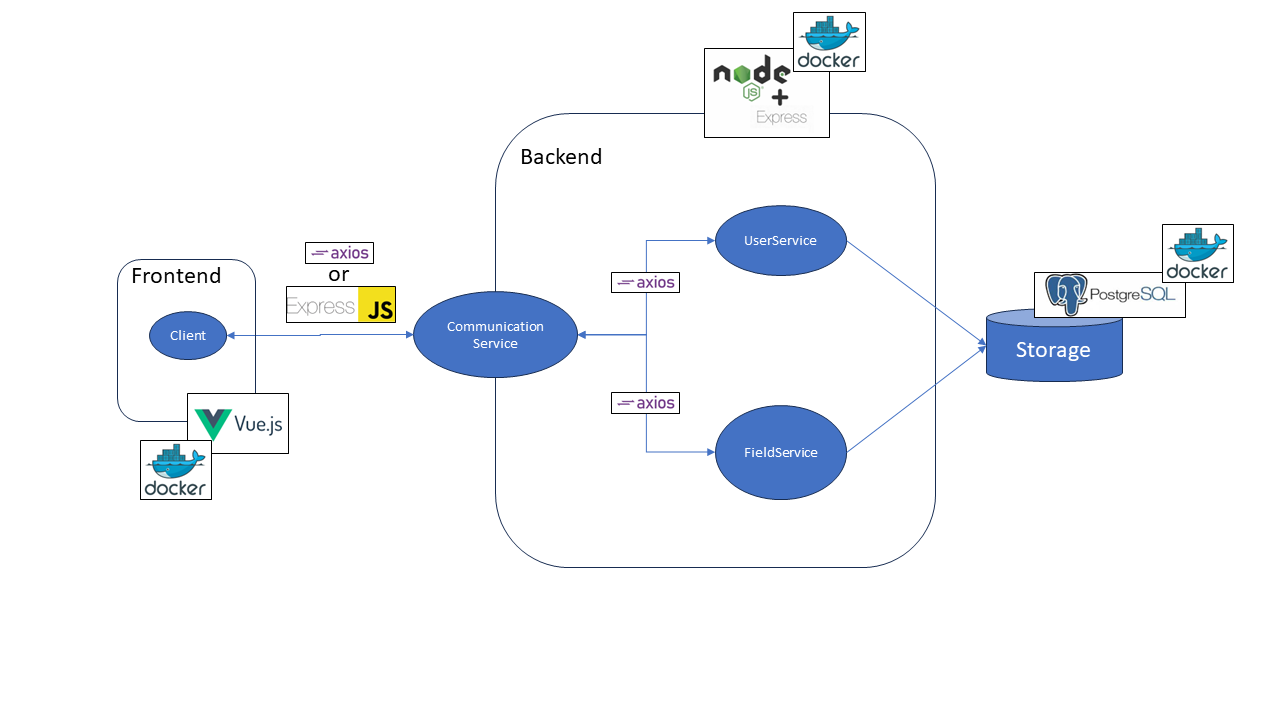 docker
node
JS
+
Express
Backend
UserService
axios
Frontend
axios
or
Express JS
Client
Communication
Service
docker
PostgreSQL
Storage
axios
Vue.js
docker
FieldService